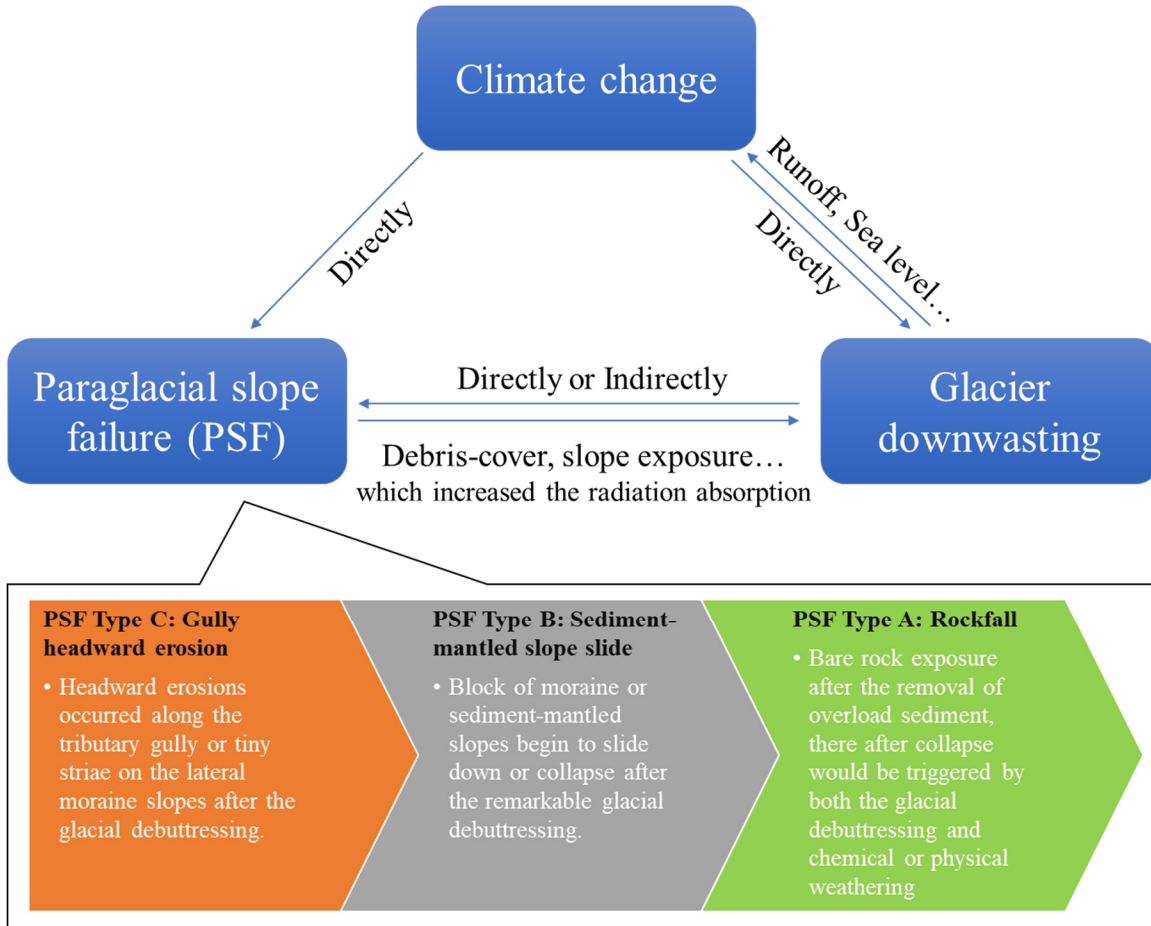 Climate change
Directly
Directly
Runoff, Sea level…
Paraglacial slope
failure (PSF)
Directly or Indirectly
Debris-cover, slope exposure…
which increased the radiation absorption
Glacier
downwasting
PSF Type C: Gully
headward erosion
• Headward erosions
occurred along the
tributary gully or tiny
striae on the lateral
moraine slopes after the
glacial debuttressing.
PSF Type B: Sediment-
mantled slope slide
• Block of moraine or
sediment-mantled
slopes begin to slide
down or collapse after
the remarkable glacial
debuttressing.
PSF Type A: Rockfall
• Bare rock exposure
after the removal of
overload sediment,
there after collapse
would be triggered by
both the glacial
debuttressing and
chemical or physical
weathering